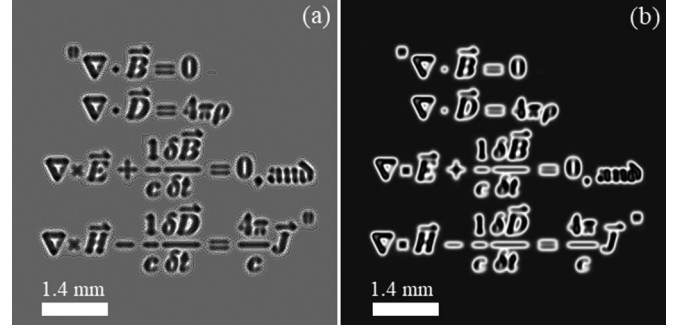 (a)
" ∇ · B⃗ = 0
∇ · D⃗ = 4πρ
∇ × E⃗ + 1/c δB⃗/δt = 0, and
∇ × H⃗ − 1/c δD⃗/δt = 4π/c J⃗ "
1.4 mm
(b)
" ∇ · B⃗ = 0
∇ · D⃗ = 4πρ
∇ · E⃗ + 1/c δB⃗/δt = 0, and
∇ · H⃗ − 1/c δD⃗/δt = 4π/c J⃗ "
1.4 mm